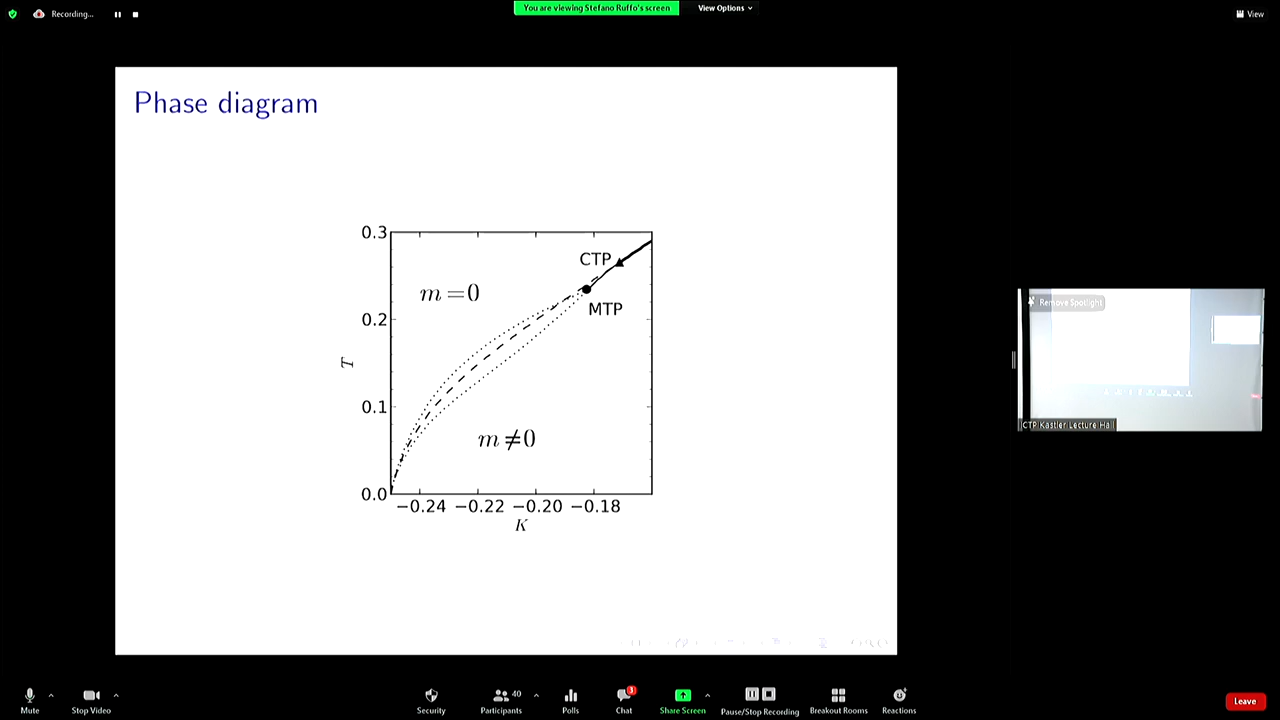 Recording...
You are viewing Stefano Ruffo's screen
View Options
View
Phase diagram
0.3
0.2
0.1
0.0
T
m=0
CTP
MTP
m≠0
−0.24 −0.22 −0.20 −0.18
K
Remove Spotlight
CTP Kastler Lecture Hall
Mute
Stop Video
Security
40
Participants
Polls
3
Chat
Share Screen
Pause/Stop Recording
Breakout Rooms
Reactions
Leave